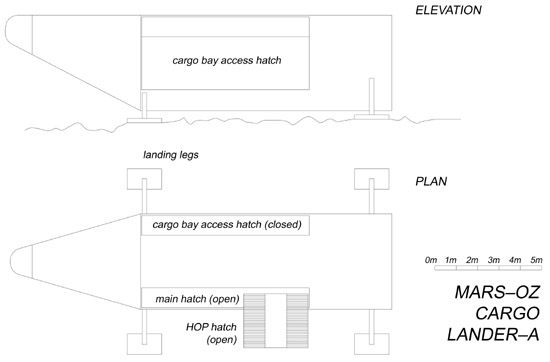 ELEVATION
cargo bay access hatch
landing legs
PLAN
cargo bay access hatch (closed)
0m 1m 2m 3m 4m 5m
main hatch (open)
MARS–OZ
CARGO
LANDER–A
HOP hatch
(open)